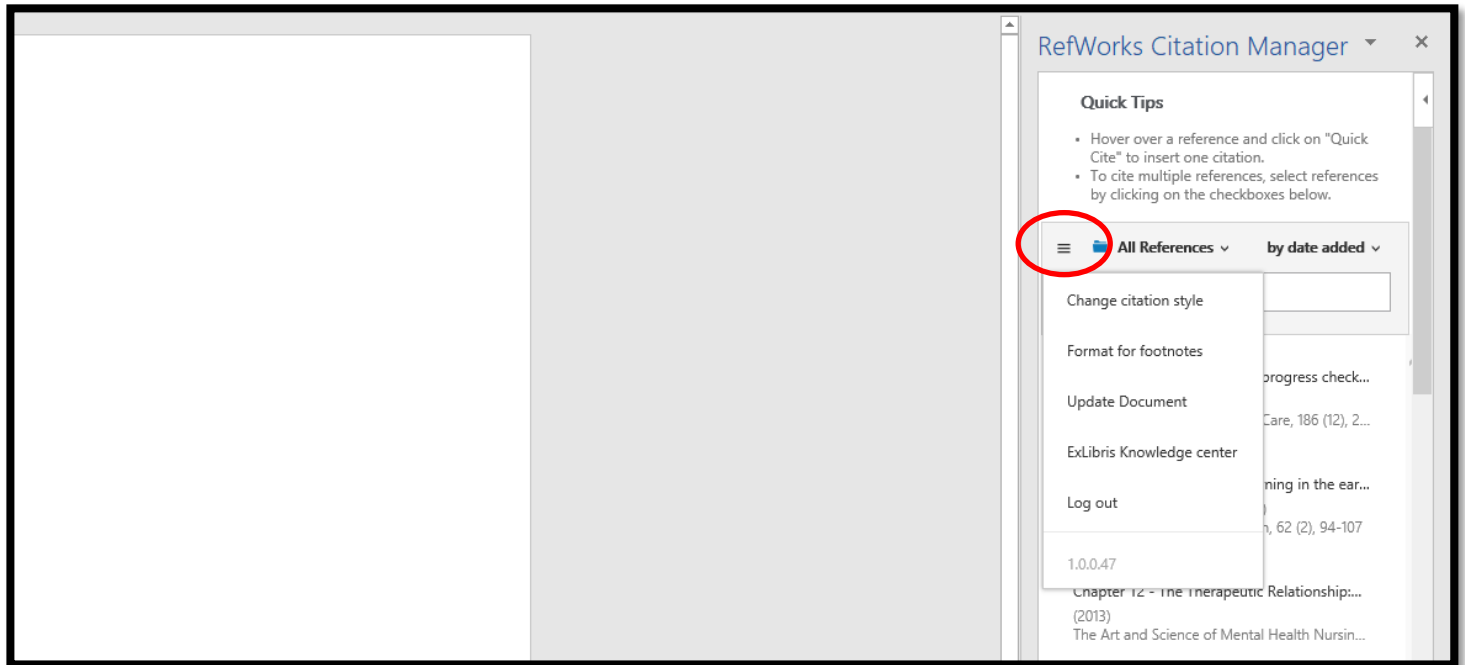 RefWorks Citation Manager
Quick Tips
• Hover over a reference and click on "Quick
Cite" to insert one citation.
• To cite multiple references, select references
by clicking on the checkboxes below.
All References by date added
Change citation style
Format for footnotes
progress check...
Update Document
Care, 186 (12), 2...
ExLibris Knowledge center
ning in the ear...
Log out
, 62 (2), 94-107
1.0.0.47
Chapter 12 - The Therapeutic Relationship:...
(2013)
The Art and Science of Mental Health Nursin...